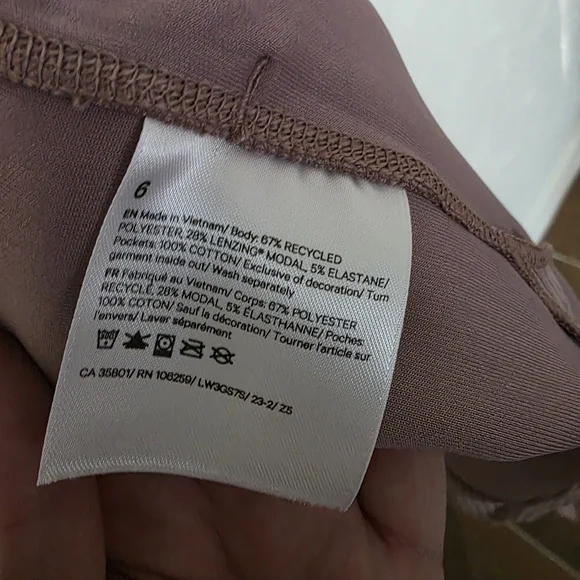 6
EN Made in Vietnam/ Body: 67% RECYCLED
POLYESTER, 28% LENZING® MODAL, 5% ELASTANE/
Pockets: 100% COTTON/ Exclusive of decoration/ Turn
garment inside out/ Wash separately
FR Fabriqué au Vietnam/ Corps: 67% POLYESTER
RECYCLÉ, 28% MODAL, 5% ÉLASTHANNE/ Poches:
100% COTON/ Sauf la décoration/ Tourner l'article sur
l'envers/ Laver séparément
CA 35801/ RN 106259/ LW3GS7S/ 23-2/ Z5